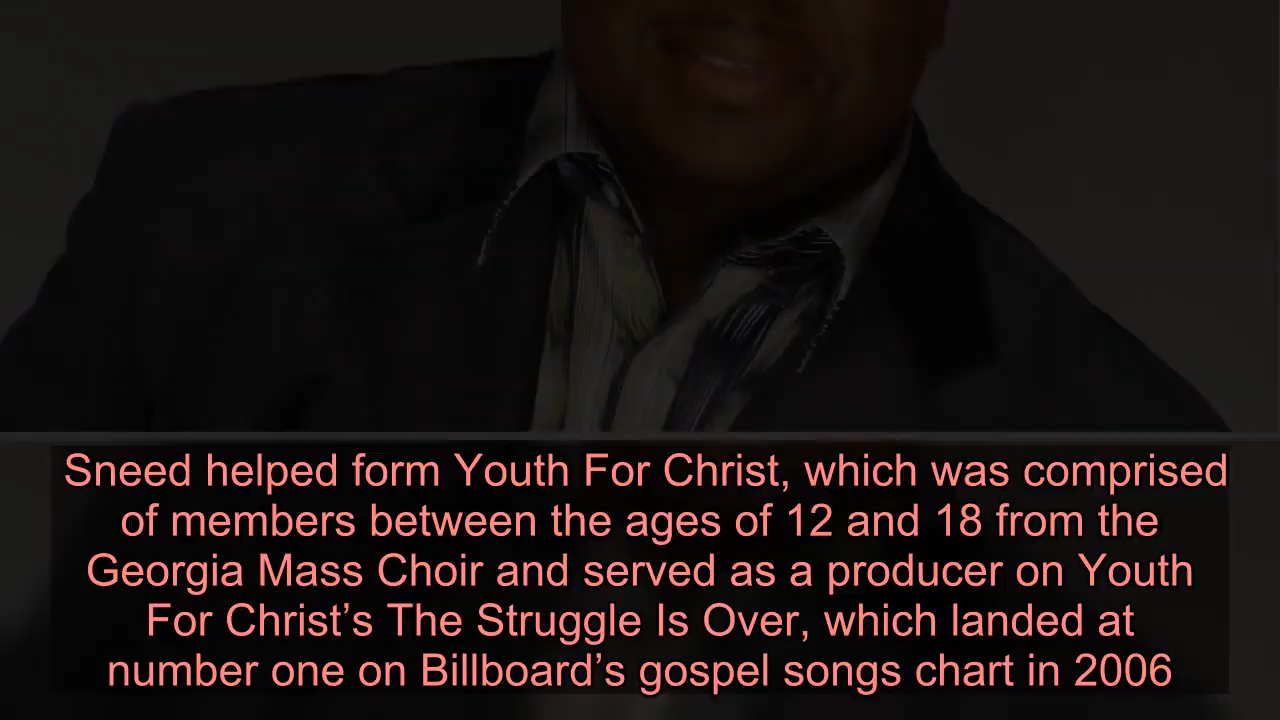 Sneed helped form Youth For Christ, which was comprised
of members between the ages of 12 and 18 from the
Georgia Mass Choir and served as a producer on Youth
For Christ’s The Struggle Is Over, which landed at
number one on Billboard’s gospel songs chart in 2006